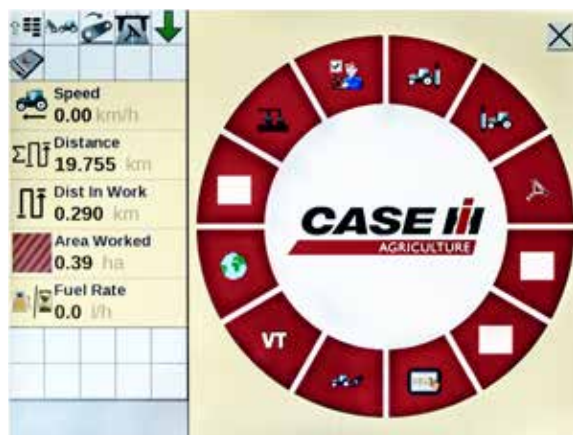 Speed
0.00 km/h
Distance
19.755 km
Dist In Work
0.290 km
Area Worked
0.39 ha
Fuel Rate
0.0 l/h
CASE IH
AGRICULTURE
VT